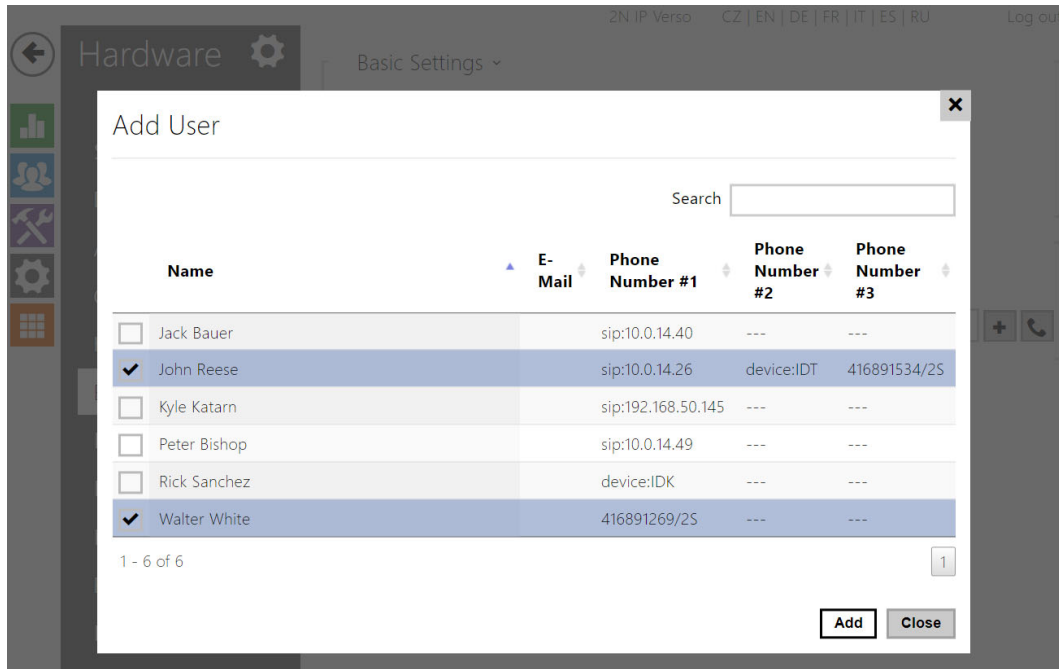 2N IP Verso CZ | EN | DE | FR | IT | ES | RU
Hardware
Basic Settings
Add User
Search
Name E-Mail Phone Number #1 Phone Number #2 Phone Number #3
Jack Bauer sip:10.0.14.40 --- ---
John Reese sip:10.0.14.26 device:IDT 416891534/2S
Kyle Katarn sip:192.168.50.145 --- ---
Peter Bishop sip:10.0.14.49 --- ---
Rick Sanchez device:IDK --- ---
Walter White 416891269/2S --- ---
1 - 6 of 6 1
Add Close